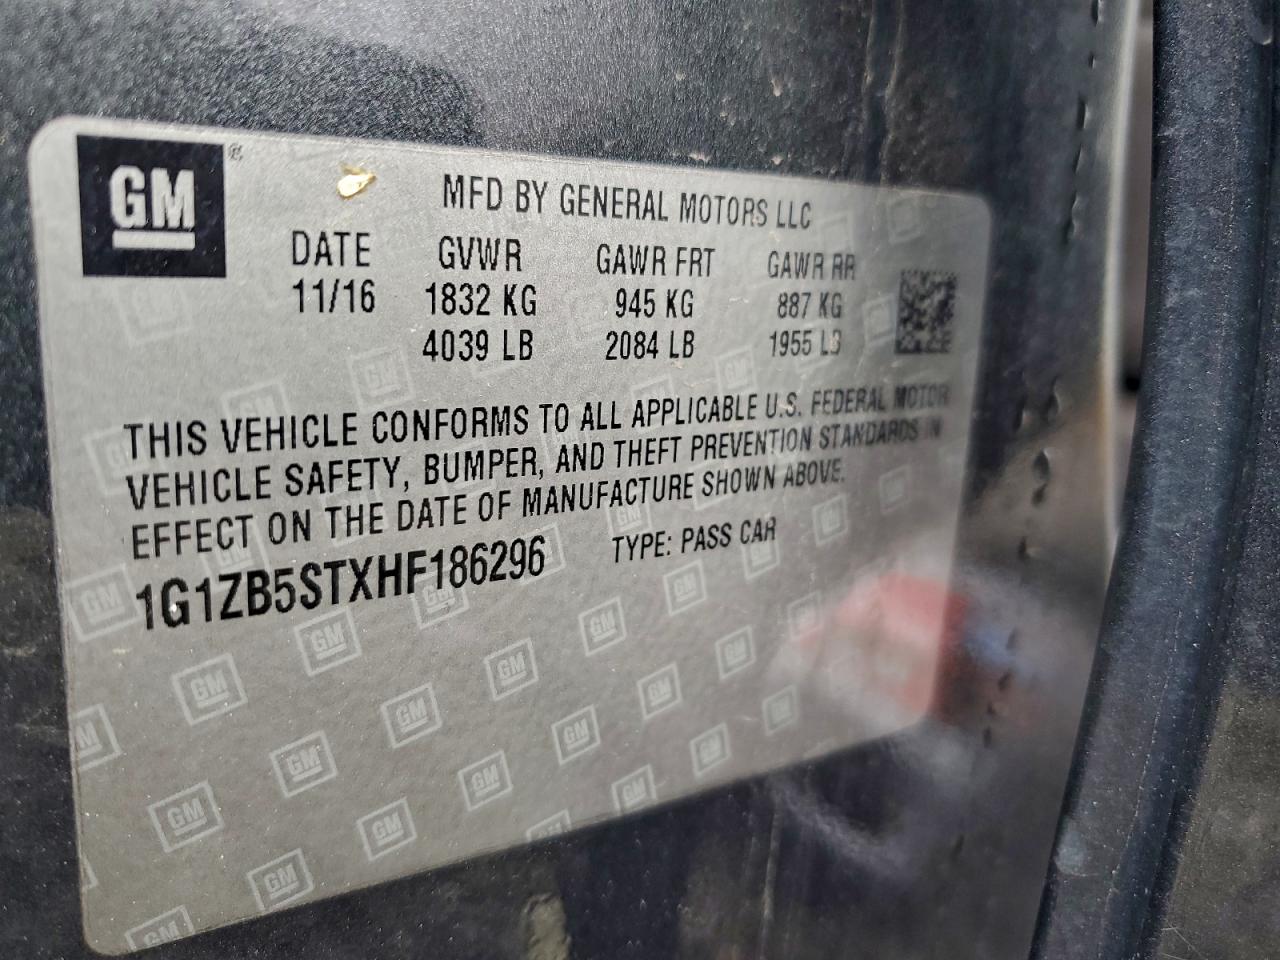 GM®
MFD BY GENERAL MOTORS LLC
DATE GVWR GAWR FRT GAWR RR
11/16 1832 KG 945 KG 887 KG
4039 LB 2084 LB 1955 LB
THIS VEHICLE CONFORMS TO ALL APPLICABLE U.S. FEDERAL MOTOR
VEHICLE SAFETY, BUMPER, AND THEFT PREVENTION STANDARDS IN
EFFECT ON THE DATE OF MANUFACTURE SHOWN ABOVE.
1G1ZB5STXHF186296 TYPE: PASS CAR